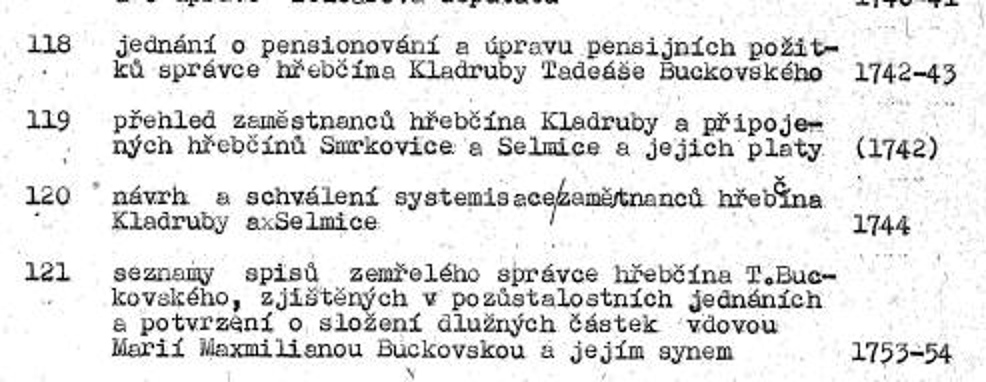 118 jednání o pensionování a úpravu pensijních požit-
ků správce hřebčína Kladruby Tadeáše Buckovského 1742-43
119 přehled zaměstnanců hřebčína Kladruby a připoje-
ných hřebčínů Smrkovice a Selmice a jejich platy (1742)
120 návrh a schválení systemisace/zamětnanců hřebčína
Kladruby axSelmice 1744
121 seznamy spisů zemřelého správce hřebčína T.Buc-
kovského, zjištěných v pozůstalostních jednáních
a potvrzení o složení dlužných částek vdovou
Marií Maxmilianou Buckovskou a jejím synem 1753-54